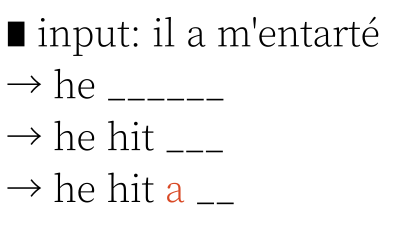 ■ input: il a m'entarté
→ he ______
→ he hit ___
→ he hit a __